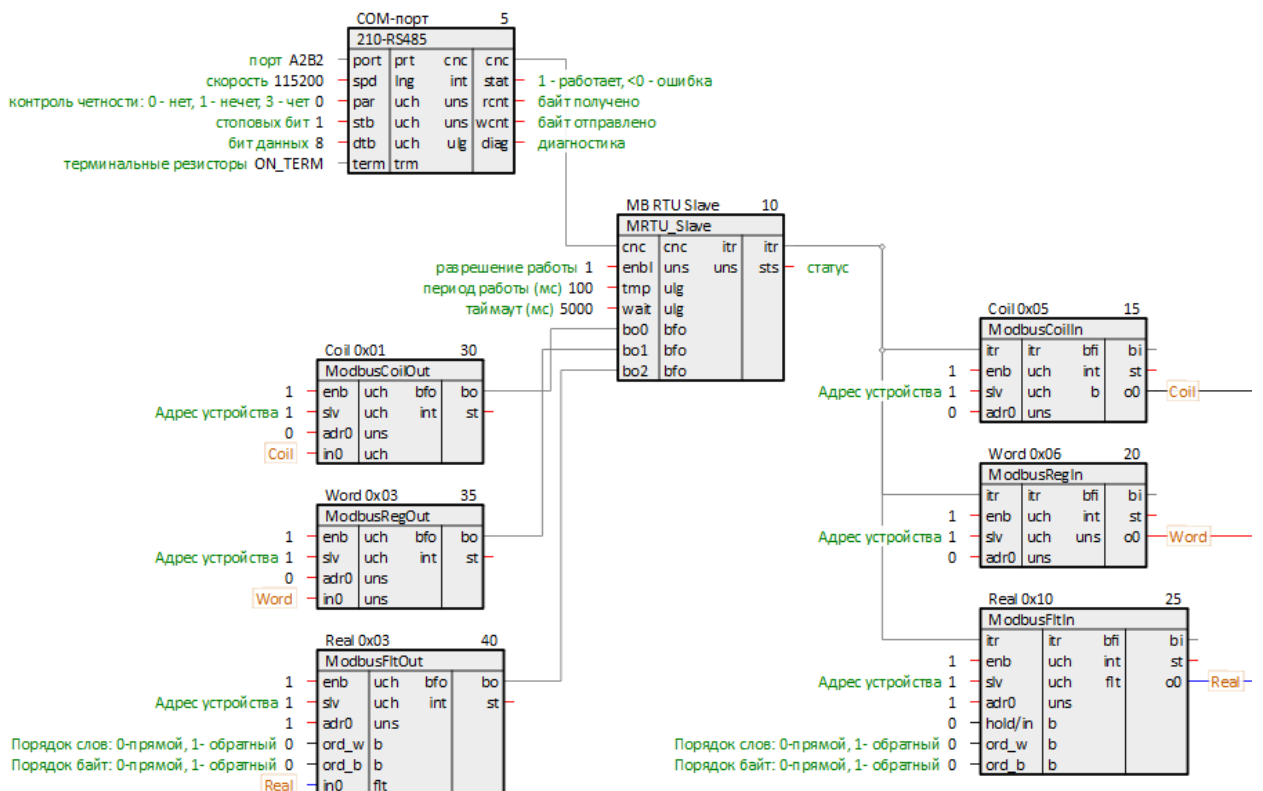 COM-порт 5
210-RS485
порт A2B2 port prt cnc cnc
скорость 115200 spd lng int stat 1 - работает, <0 - ошибка
контроль четности: 0 - нет, 1 - нечет, 3 - чет 0 par uch uns rcnt байт получено
стоповых бит 1 stb uch uns wcnt байт отправлено
бит данных 8 dtb uch ulg diag диагностика
терминальные резисторы ON_TERM term trm
MB RTU Slave 10
MRTU_Slave
cnc cnc itr itr
разрешение работы 1 enbl uns uns sts статус
период работы (мс) 100 tmp ulg
таймаут (мс) 5000 wait ulg
bo0 bfo
bo1 bfo
bo2 bfo
Coil 0x01 30
ModbusCoilOut
1 enb uch bfo bo
Адрес устройства 1 slv uch int st
0 adr0 uns
Coil in0 uch
Word 0x03 35
ModbusRegOut
1 enb uch bfo bo
Адрес устройства 1 slv uch int st
0 adr0 uns
Word in0 uns
Real 0x03 40
ModbusFltOut
1 enb uch bfo bo
Адрес устройства 1 slv uch int st
1 adr0 uns
Порядок слов: 0-прямой, 1- обратный 0 ord_w b
Порядок байт: 0-прямой, 1- обратный 0 ord_b b
Real in0 flt
Coil 0x05 15
ModbusCoilIn
itr itr bfi bi
1 enb uch int st
Адрес устройства 1 slv uch b o0 Coil
0 adr0 uns
Word 0x06 20
ModbusRegIn
itr itr bfi bi
1 enb uch int st
Адрес устройства 1 slv uch uns o0 Word
0 adr0 uns
Real 0x10 25
ModbusFltIn
itr itr bfi bi
1 enb uch int st
Адрес устройства 1 slv uch flt o0 Real
1 adr0 uns
0 hold/in b
Порядок слов: 0-прямой, 1- обратный 0 ord_w b
Порядок байт: 0-прямой, 1- обратный 0 ord_b b